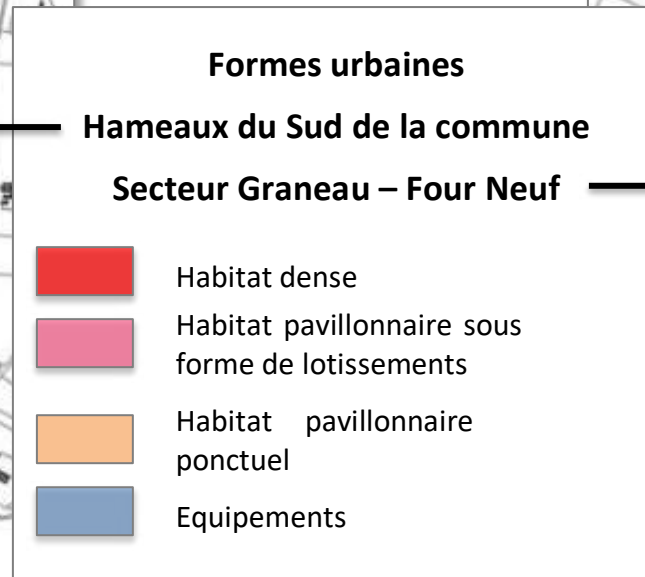 Formes urbaines
Hameaux du Sud de la commune
Secteur Graneau – Four Neuf
Habitat dense
Habitat pavillonnaire sous
forme de lotissements
Habitat pavillonnaire
ponctuel
Equipements